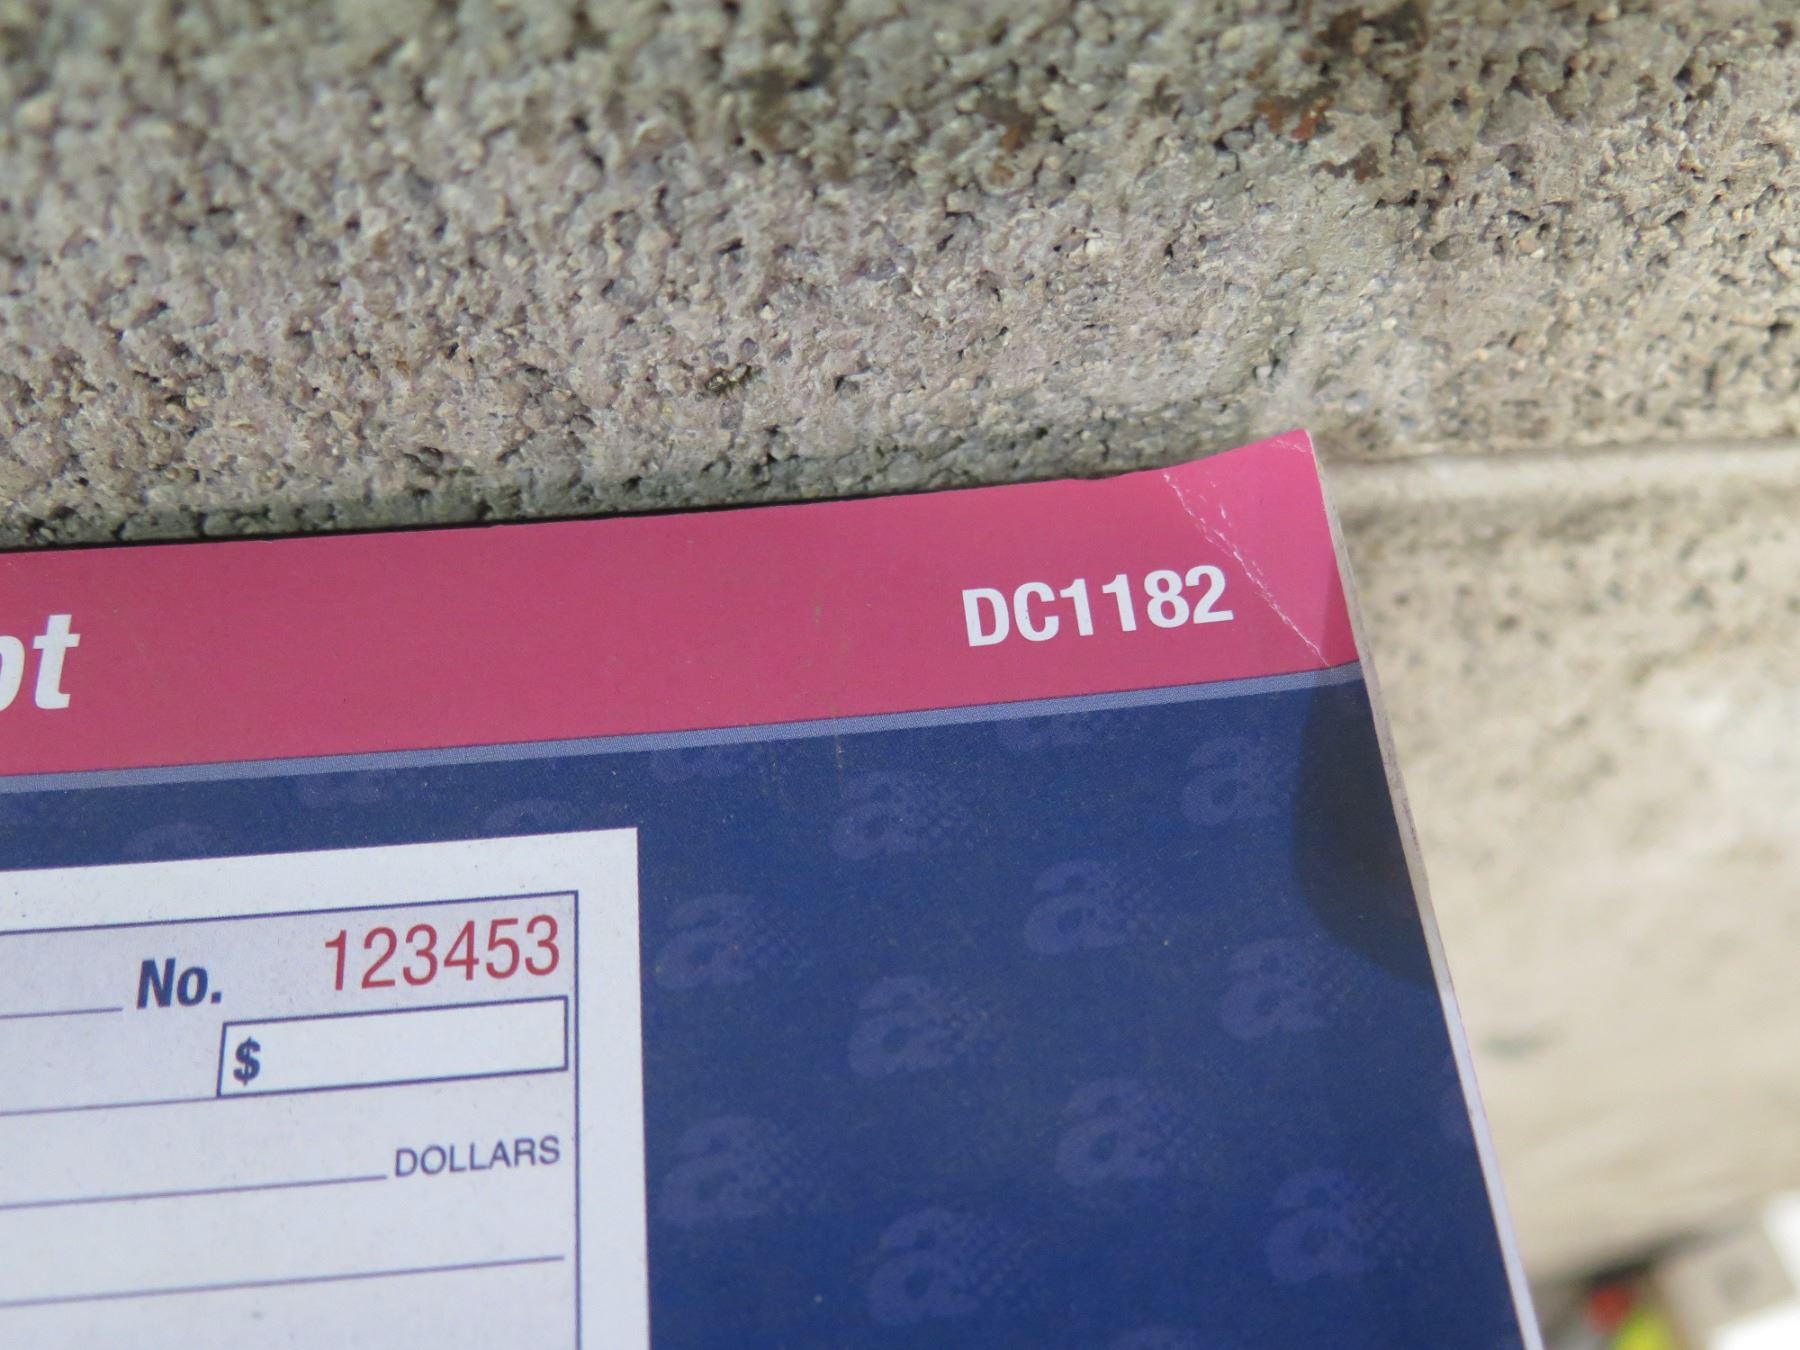 pt DC1182
No. 123453
$
DOLLARS